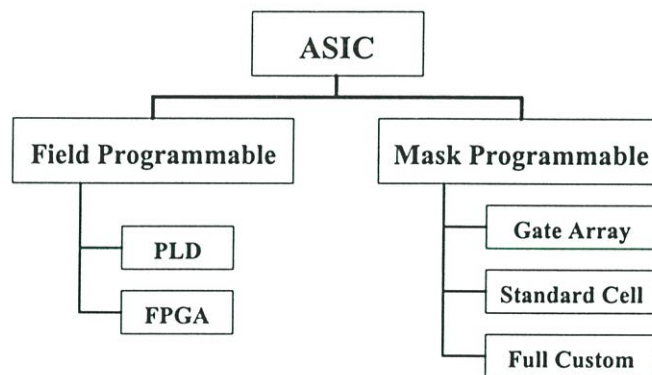 ASIC
Field Programmable
Mask Programmable
PLD
FPGA
Gate Array
Standard Cell
Full Custom